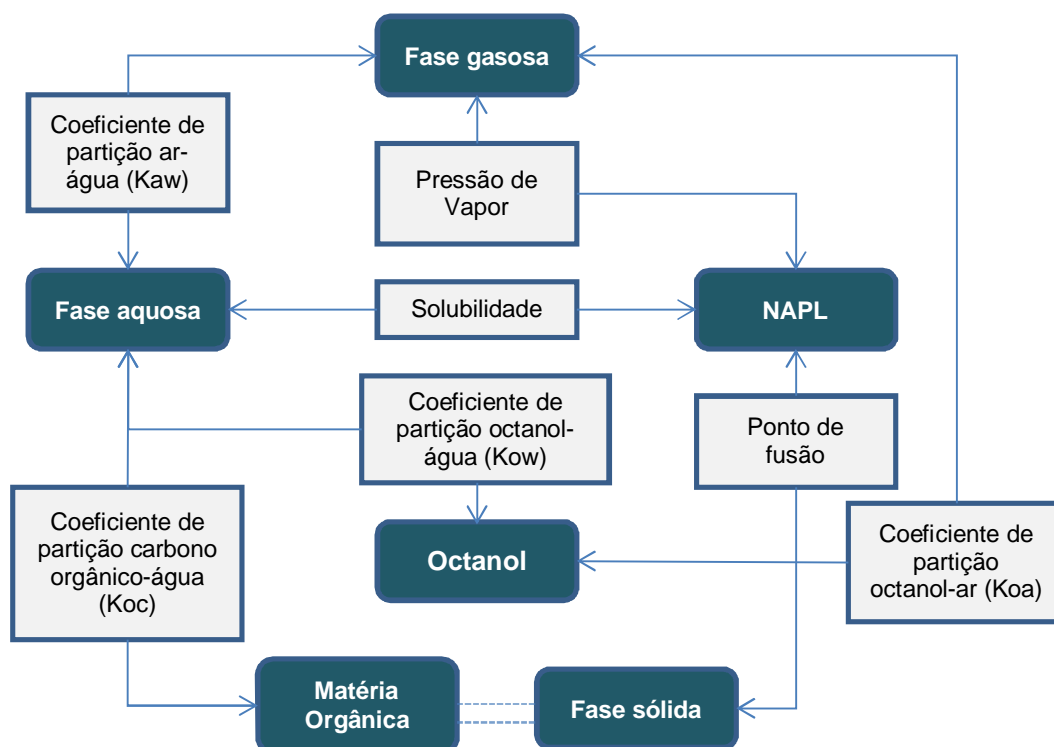 Fase gasosa
Coeficiente de
partição ar-
água (Kaw)
Pressão de
Vapor
Fase aquosa
Solubilidade
NAPL
Coeficiente de
partição octanol-
água (Kow)
Ponto de
fusão
Coeficiente de
partição carbono
orgânico-água
(Koc)
Octanol
Coeficiente de
partição
octanol-ar (Koa)
Matéria
Orgânica
Fase sólida